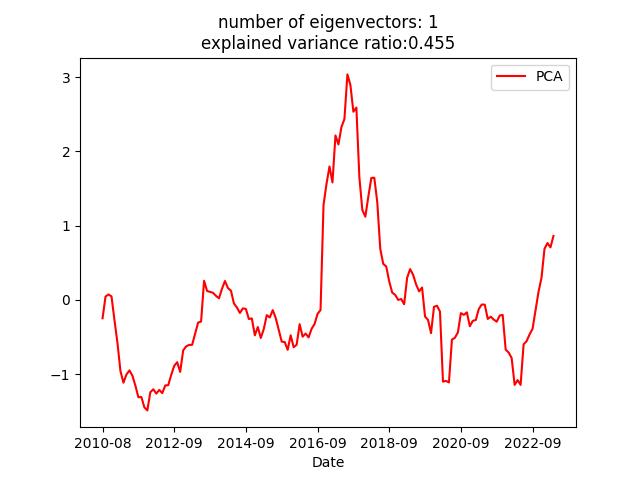 number of eigenvectors: 1
explained variance ratio:0.455
PCA
3
2
1
0
−1
2010-08 2012-09 2014-09 2016-09 2018-09 2020-09 2022-09
Date